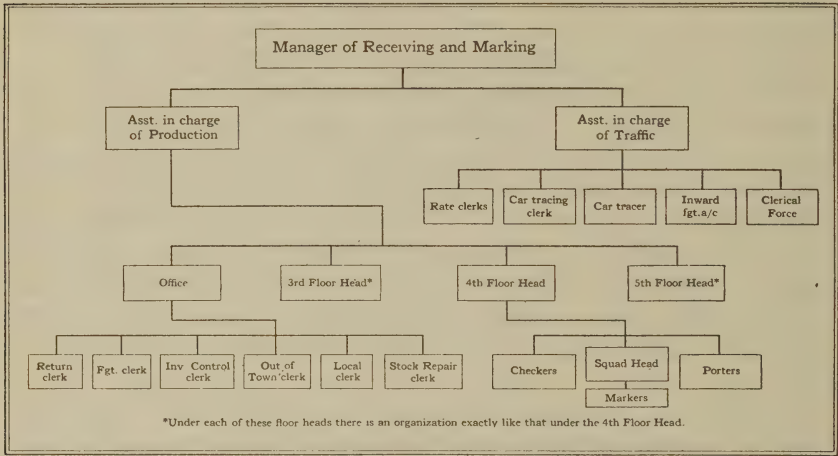 Manager of Receiving and Marking
Asst. in charge
of Production
Asst. in charge
of Traffic
Rate clerks
Car tracing
clerk
Car tracer
Inward
fgt. a/c
Clerical
Force
Office
3rd Floor Head*
4th Floor Head
5th Floor Head*
Return
clerk
Fgt. clerk
Inv Control
clerk
Out of
Town clerk
Local
clerk
Stock Repair
clerk
Checkers
Squad Head
Porters
Markers
*Under each of these floor heads there is an organization exactly like that under the 4th Floor Head.